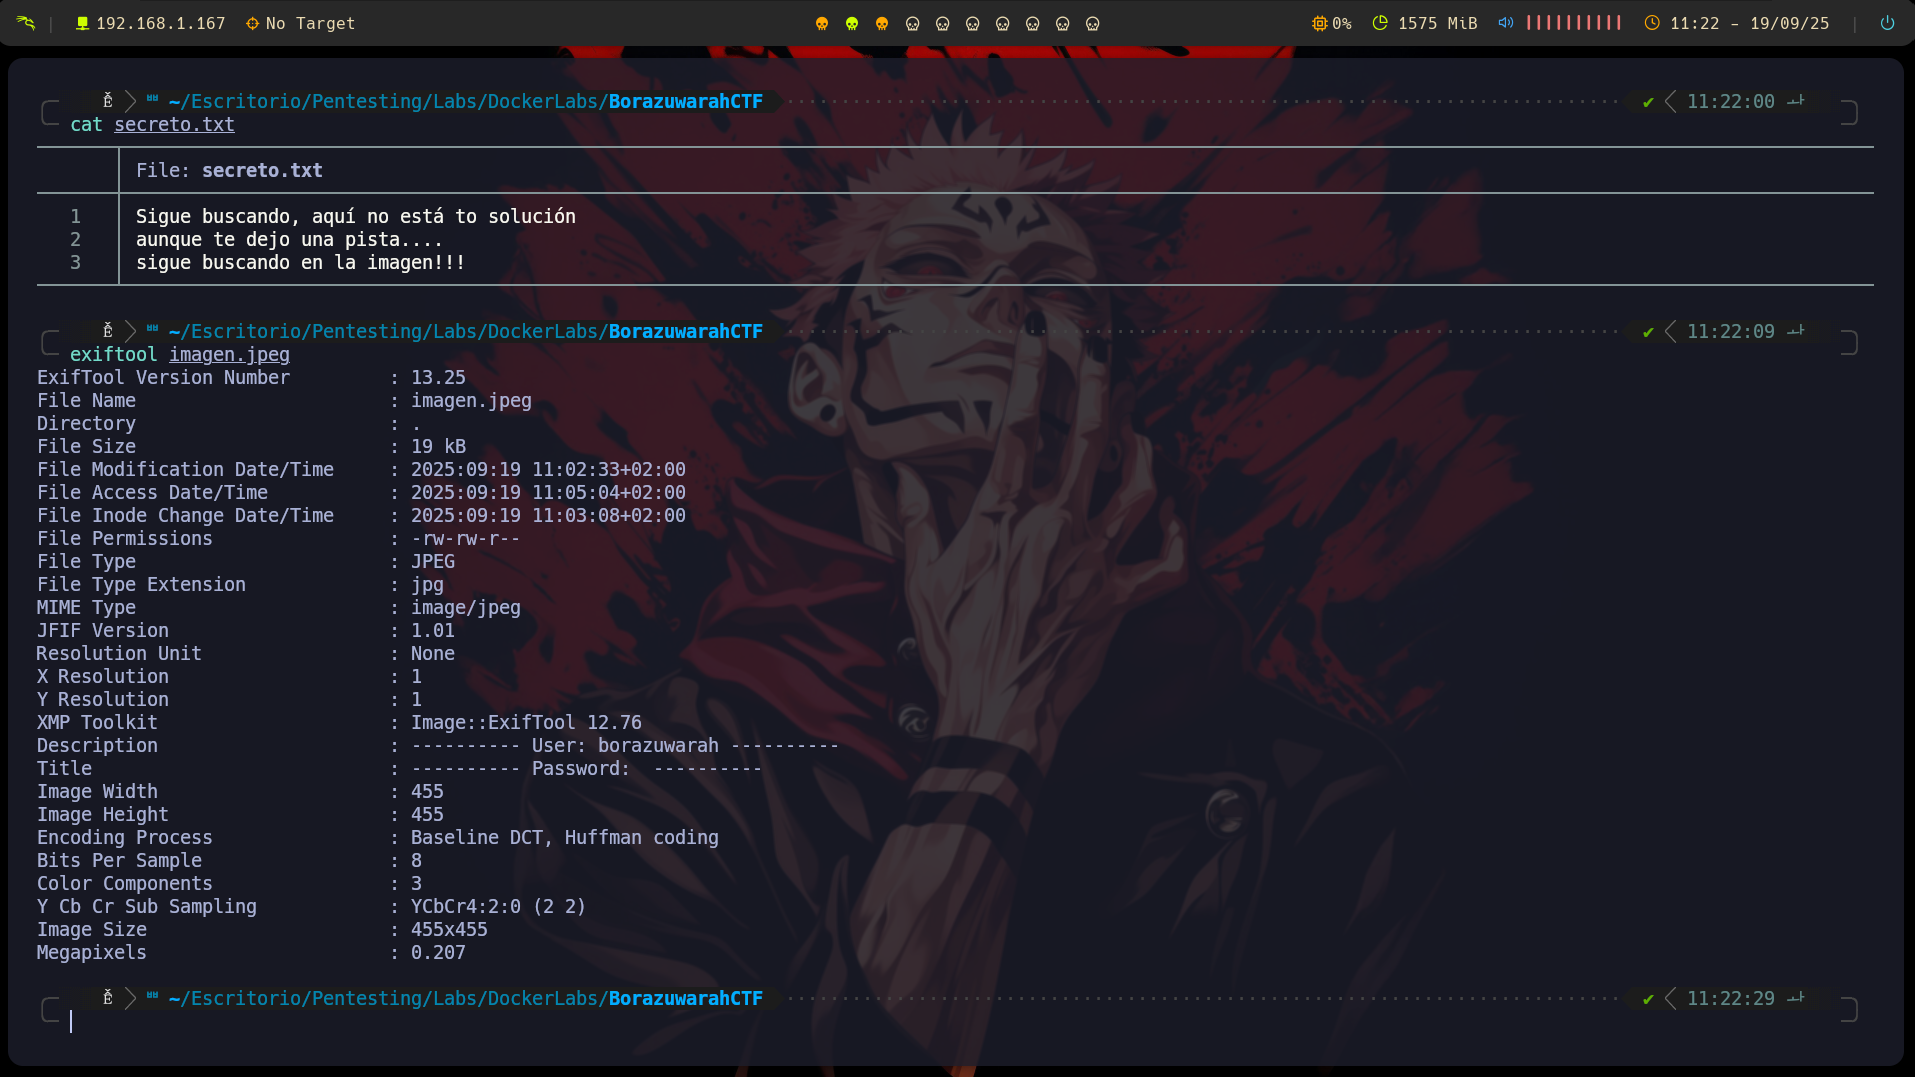 192.168.1.167 No Target 0% 1575 MiB 11:22 - 19/09/25
~/Escritorio/Pentesting/Labs/DockerLabs/BorazuwarahCTF 11:22:00
cat secreto.txt
File: secreto.txt
1 Sigue buscando, aquí no está to solución
2 aunque te dejo una pista....
3 sigue buscando en la imagen!!!
~/Escritorio/Pentesting/Labs/DockerLabs/BorazuwarahCTF 11:22:09
exiftool imagen.jpeg
ExifTool Version Number : 13.25
File Name : imagen.jpeg
Directory : .
File Size : 19 kB
File Modification Date/Time : 2025:09:19 11:02:33+02:00
File Access Date/Time : 2025:09:19 11:05:04+02:00
File Inode Change Date/Time : 2025:09:19 11:03:08+02:00
File Permissions : -rw-rw-r--
File Type : JPEG
File Type Extension : jpg
MIME Type : image/jpeg
JFIF Version : 1.01
Resolution Unit : None
X Resolution : 1
Y Resolution : 1
XMP Toolkit : Image::ExifTool 12.76
Description : ---------- User: borazuwarah ----------
Title : ---------- Password:  ----------
Image Width : 455
Image Height : 455
Encoding Process : Baseline DCT, Huffman coding
Bits Per Sample : 8
Color Components : 3
Y Cb Cr Sub Sampling : YCbCr4:2:0 (2 2)
Image Size : 455x455
Megapixels : 0.207
~/Escritorio/Pentesting/Labs/DockerLabs/BorazuwarahCTF 11:22:29